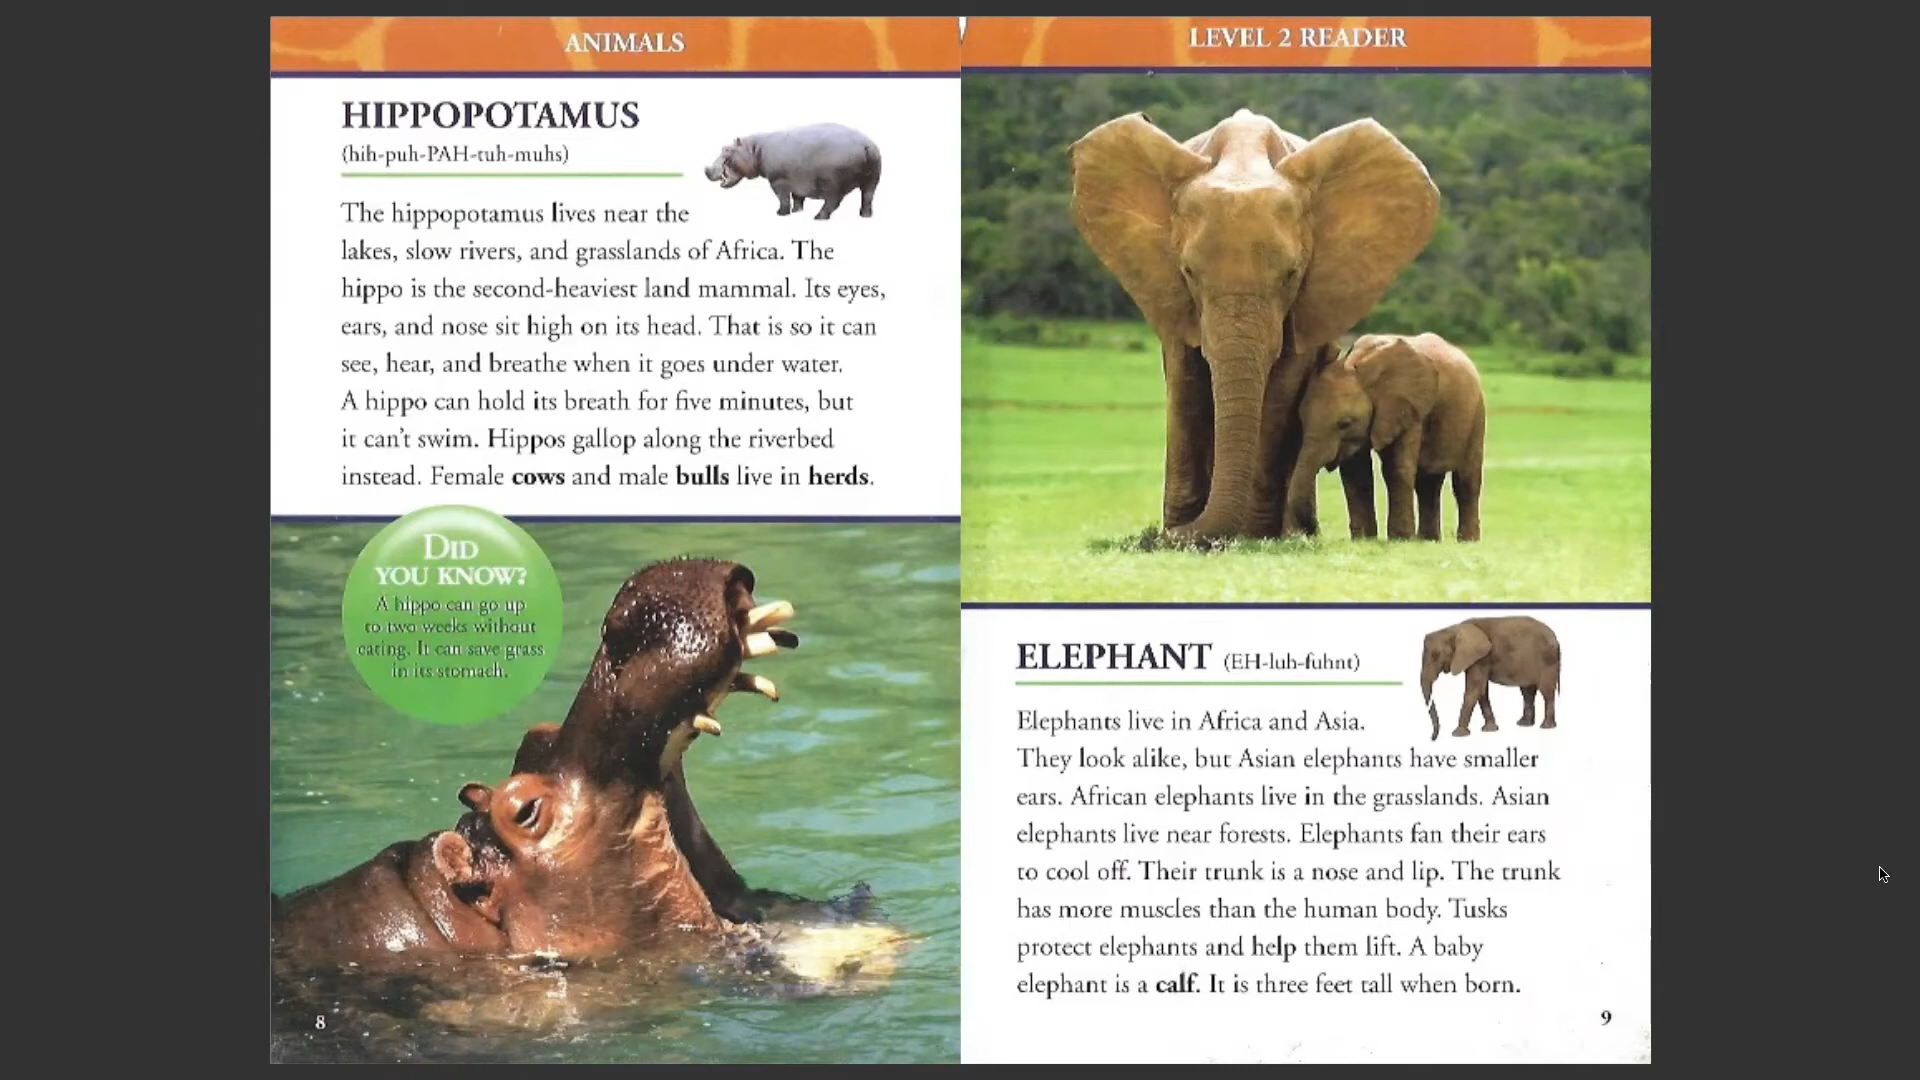 ANIMALS
HIPPOPOTAMUS
(hih-puh-PAH-tuh-muhs)
The hippopotamus lives near the
lakes, slow rivers, and grasslands of Africa. The
hippo is the second-heaviest land mammal. Its eyes,
ears, and nose sit high on its head. That is so it can
see, hear, and breathe when it goes under water.
A hippo can hold its breath for five minutes, but
it can't swim. Hippos gallop along the riverbed
instead. Female cows and male bulls live in herds.
DID
YOU KNOW?
A hippo can go up
to two weeks without
eating. It can save grass
in its stomach.
8
LEVEL 2 READER
ELEPHANT (EH-luh-fuhnt)
Elephants live in Africa and Asia.
They look alike, but Asian elephants have smaller
ears. African elephants live in the grasslands. Asian
elephants live near forests. Elephants fan their ears
to cool off. Their trunk is a nose and lip. The trunk
has more muscles than the human body. Tusks
protect elephants and help them lift. A baby
elephant is a calf. It is three feet tall when born.
9